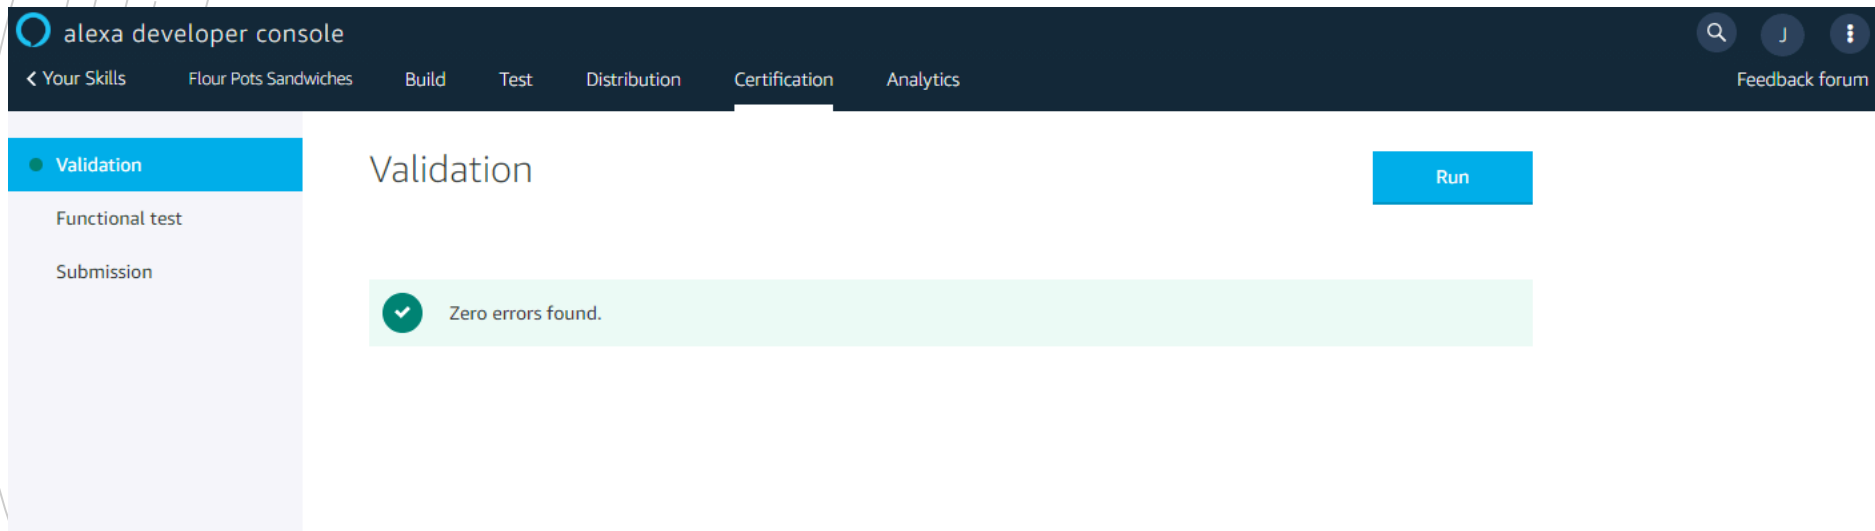 alexa developer console
J
Your Skills Flour Pots Sandwiches Build Test Distribution Certification Analytics Feedback forum
Validation
Functional test
Submission
Validation
Run
Zero errors found.